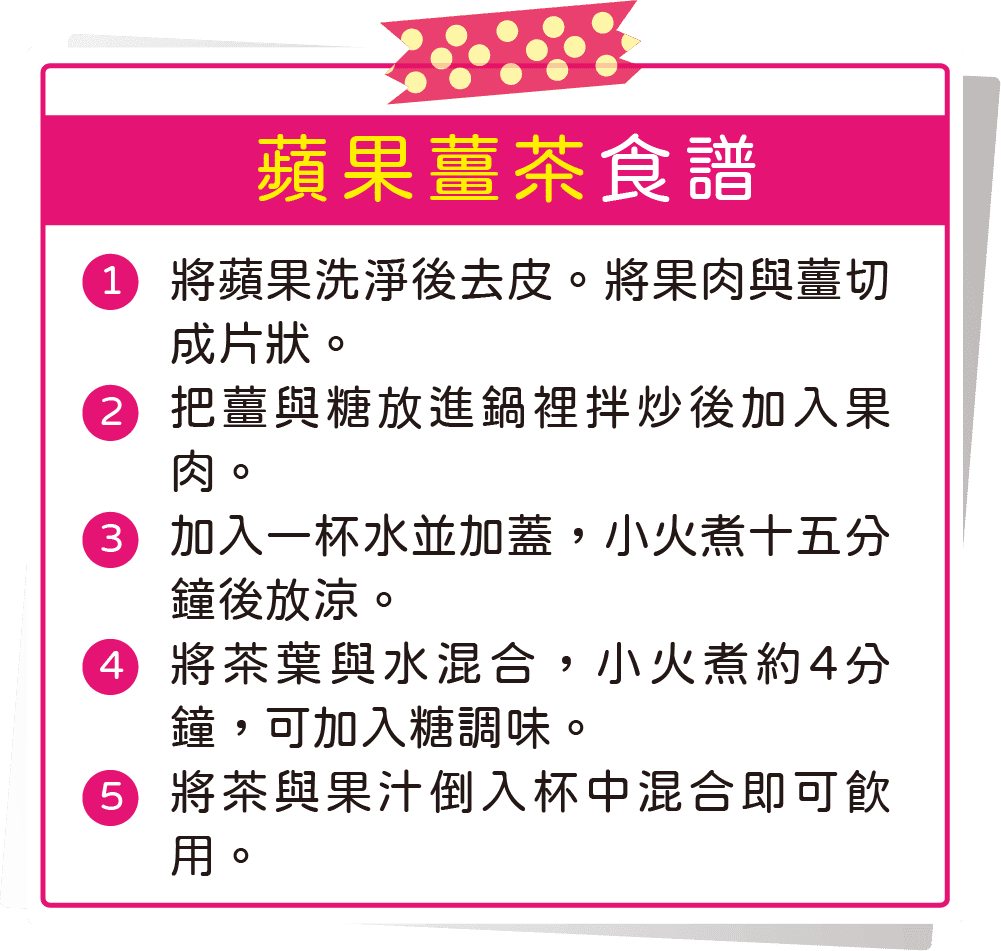 蘋果薑茶食譜
1 將蘋果洗淨後去皮。將果肉與薑切
成片狀。
2 把薑與糖放進鍋裡拌炒後加入果
肉。
3 加入一杯水並加蓋，小火煮十五分
鐘後放涼。
4 將茶葉與水混合，小火煮約4分
鐘，可加入糖調味。
5 將茶與果汁倒入杯中混合即可飲
用。